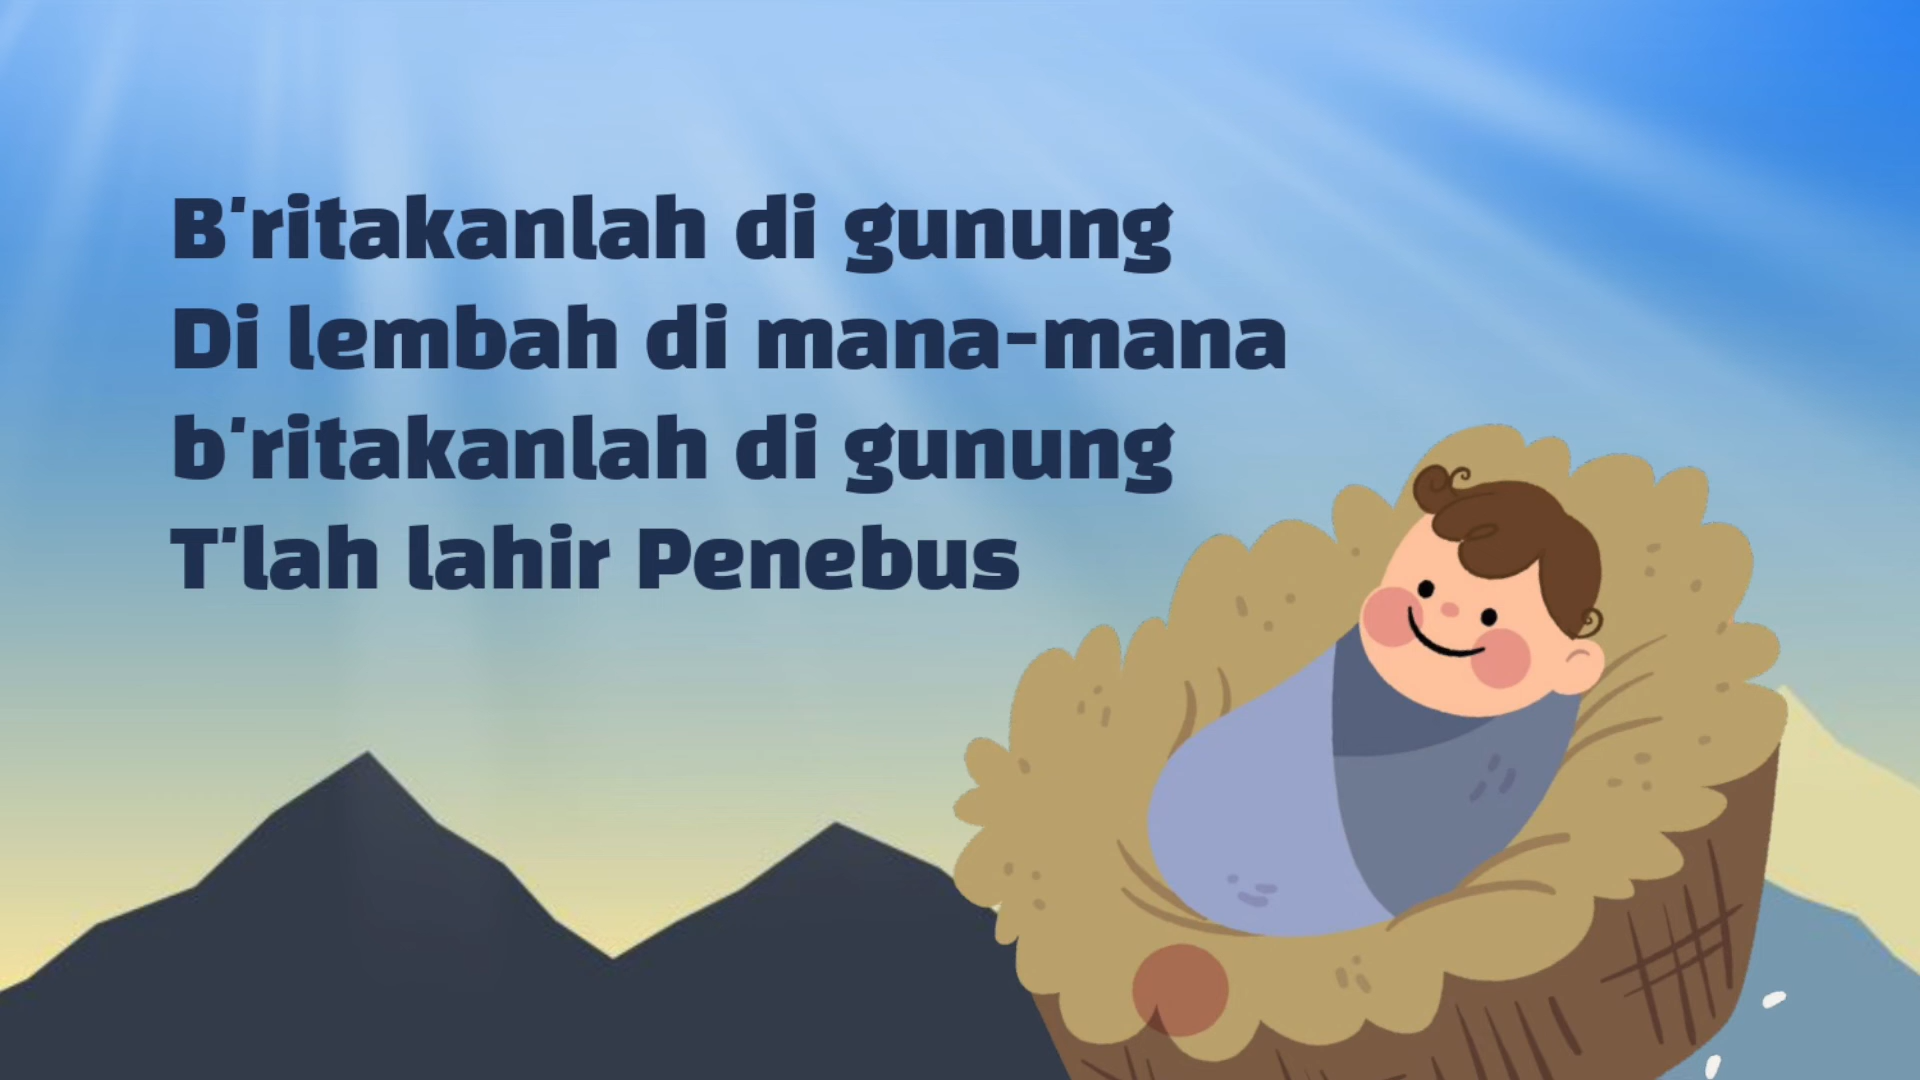 B'ritakanlah di gunung
Di lembah di mana-mana
b'ritakanlah di gunung
T'lah lahir Penebus